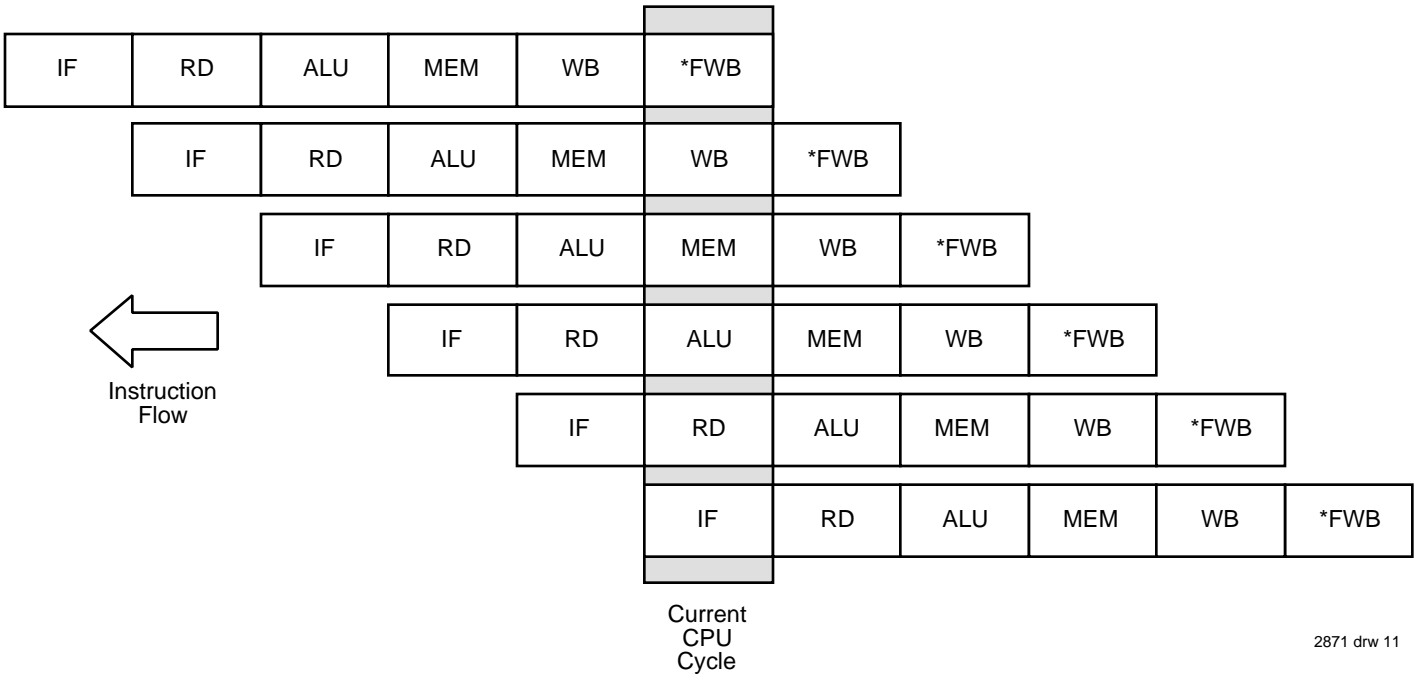 IF RD ALU MEM WB *FWB
IF RD ALU MEM WB *FWB
IF RD ALU MEM WB *FWB
IF RD ALU MEM WB *FWB
Instruction
Flow
IF RD ALU MEM WB *FWB
IF RD ALU MEM WB *FWB
Current
CPU
Cycle
2871 drw 11